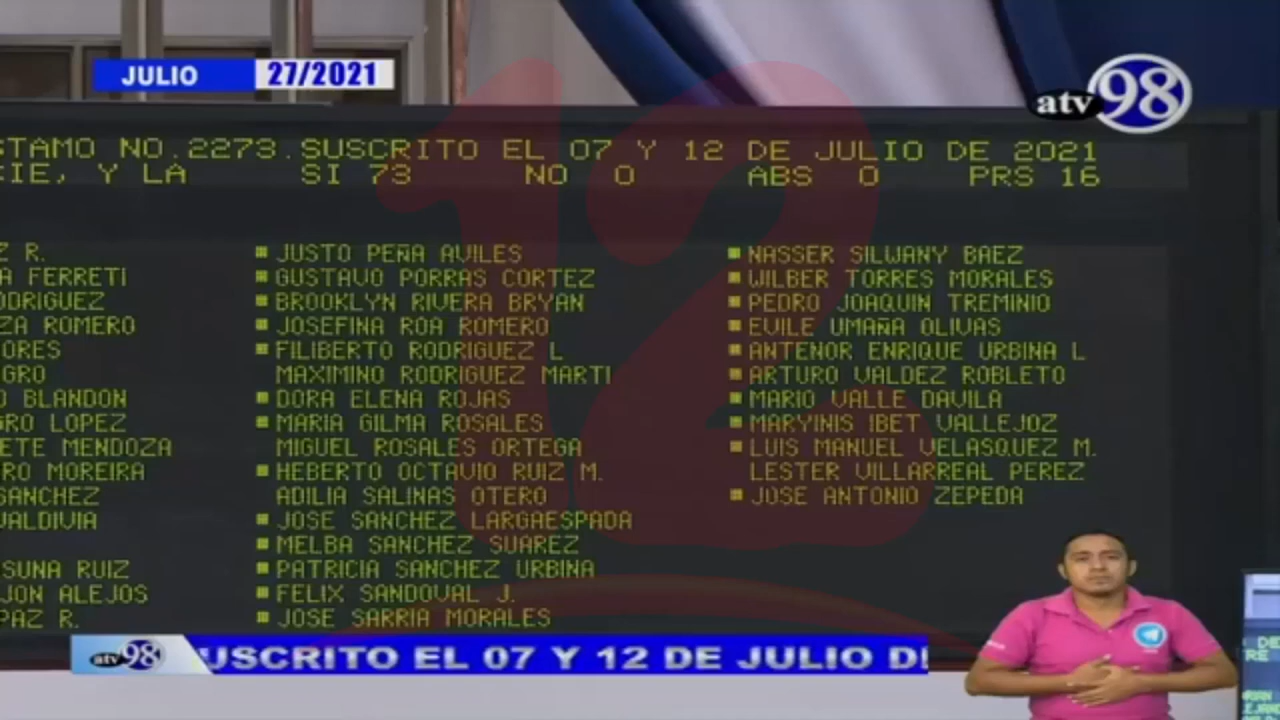 JULIO 27/2021
atv 98
STAMO NO.2273.SUSCRITO EL 07 Y 12 DE JULIO DE 2021
CIE, Y LA SI 73 NO 0 ABS 0 PRS 16
12
Z R.
A FERRETI
ODRIGUEZ
ZA ROMERO
ORES
GRO
O BLANDON
GRO LOPEZ
ETE MENDOZA
RO MOREIRA
SANCHEZ
VALDIVIA
SUNA RUIZ
JON ALEJOS
PAZ R.
JUSTO PEÑA AVILES
GUSTAVO PORRAS CORTEZ
BROOKLYN RIVERA BRYAN
JOSEFINA ROA ROMERO
FILIBERTO RODRIGUEZ L
MAXIMINO RODRIGUEZ MARTI
DORA ELENA ROJAS
MARIA GILMA ROSALES
MIGUEL ROSALES ORTEGA
HEBERTO OCTAVIO RUIZ M.
ADILIA SALINAS OTERO
JOSE SANCHEZ LARGAESPADA
MELBA SANCHEZ SUAREZ
PATRICIA SANCHEZ URBINA
FELIX SANDOVAL J.
JOSE SARRIA MORALES
NASSER SILWANY BAEZ
WILBER TORRES MORALES
PEDRO JOAQUIN TREMINIO
EVILE UMAÑA OLIVAS
ANTENOR ENRIQUE URBINA L
ARTURO VALDEZ ROBLETO
MARIO VALLE DAVILA
MARYINIS IBET VALLEJOZ
LUIS MANUEL VELASQUEZ M.
LESTER VILLARREAL PEREZ
JOSE ANTONIO ZEPEDA
atv 98 USCRITO EL 07 Y 12 DE JULIO D